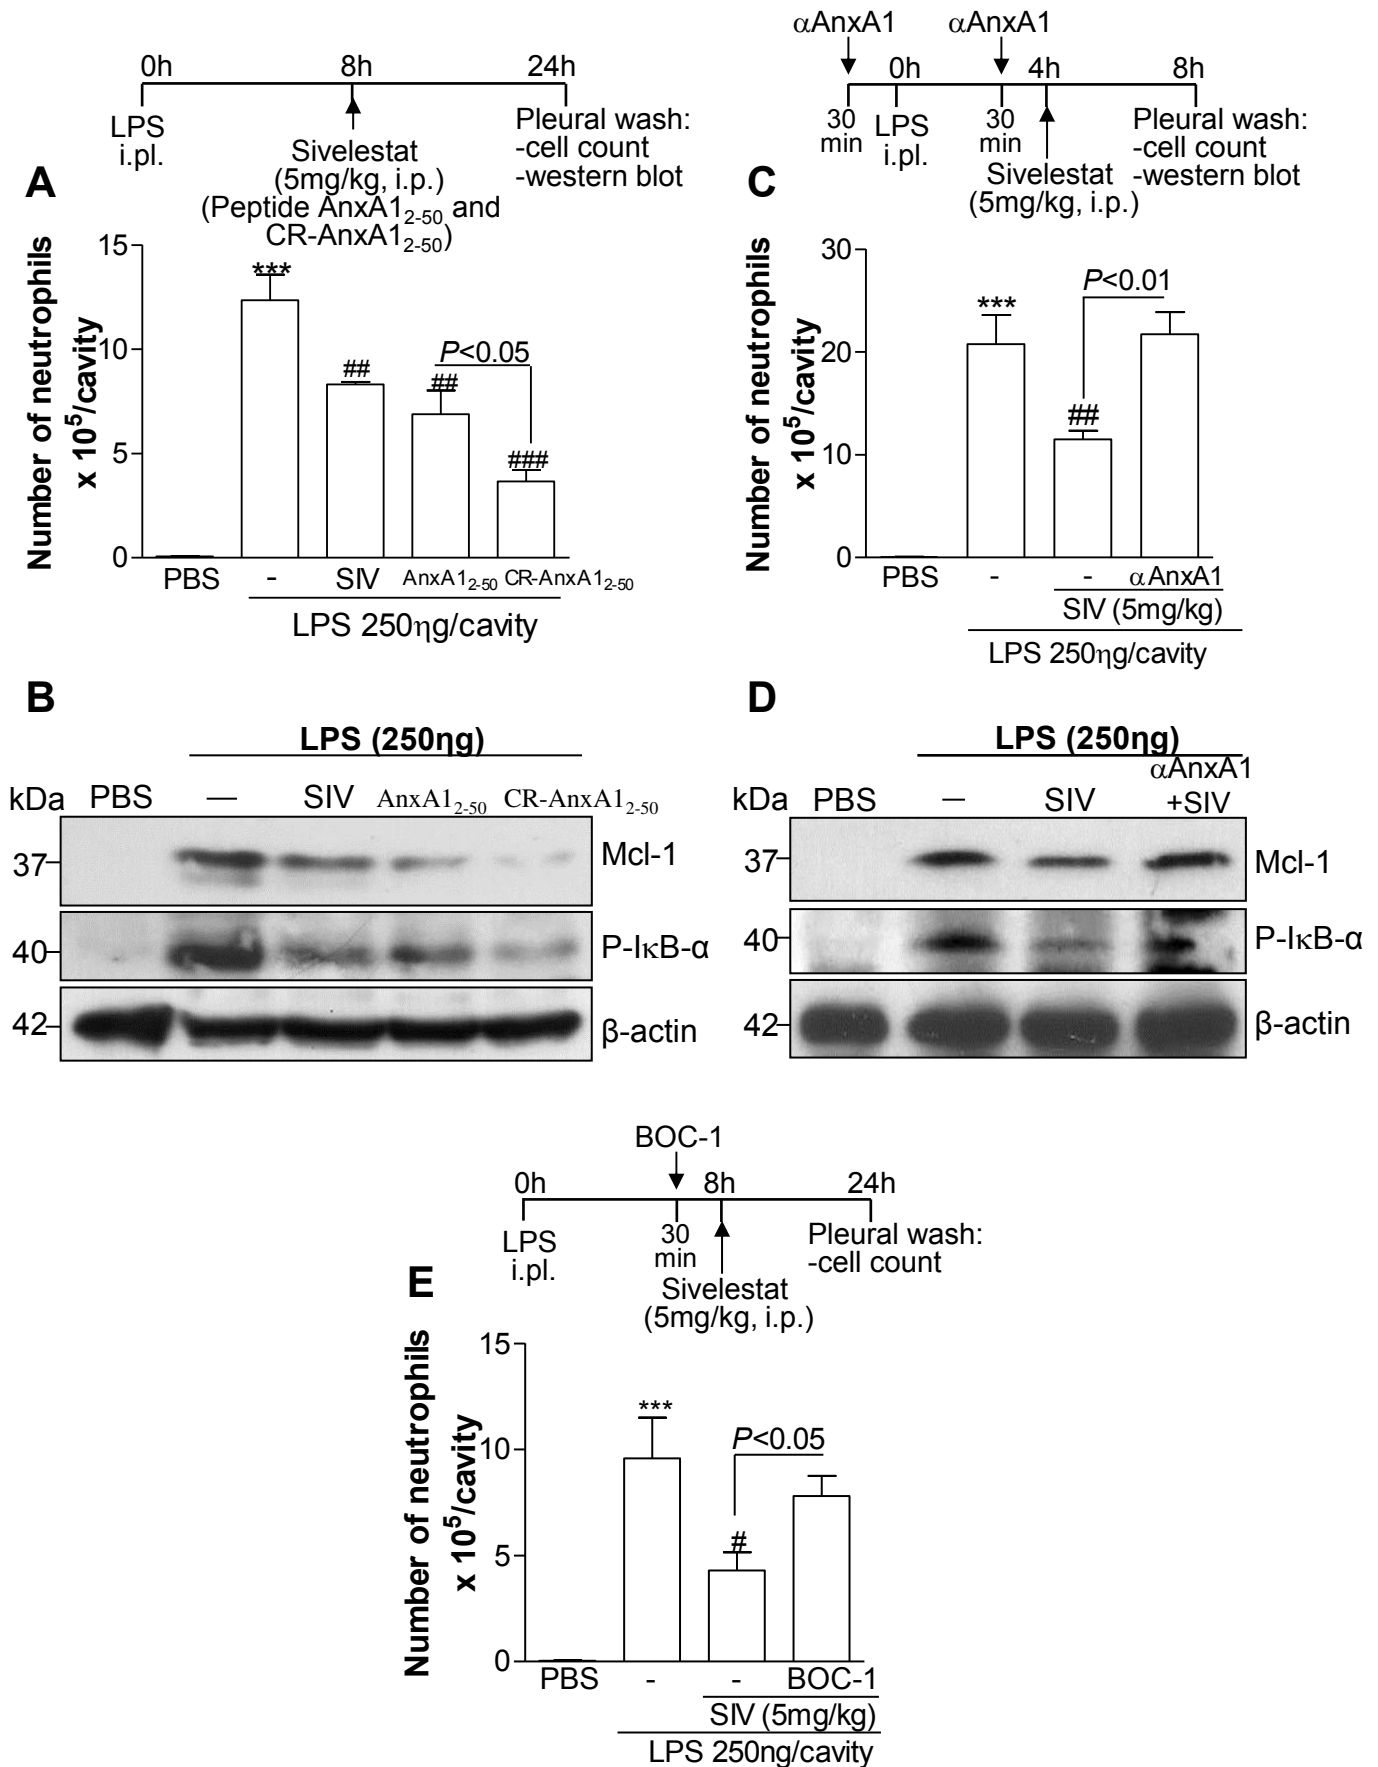 0h 8h 24h
LPS
i.pl.
Sivelestat
(5mg/kg, i.p.)
(Peptide AnxA12-50 and
CR-AnxA12-50)
Pleural wash:
-cell count
-western blot
A
Number of neutrophils
x 10^5/cavity
15
10
5
0
***
##
##
P<0.05
###
PBS - SIV AnxA12-50 CR-AnxA12-50
LPS 250ηg/cavity
αAnxA1 αAnxA1
0h 4h 8h
30
min
LPS
i.pl.
30
min
Sivelestat
(5mg/kg, i.p.)
Pleural wash:
-cell count
-western blot
C
Number of neutrophils
x 10^5/cavity
30
20
10
0
***
##
P<0.01
PBS - - αAnxA1
SIV (5mg/kg)
LPS 250ηg/cavity
B
LPS (250ηg)
kDa PBS — SIV AnxA12-50 CR-AnxA12-50
37 Mcl-1
40 P-IκB-α
42 β-actin
D
LPS (250ηg)
αAnxA1
kDa PBS — SIV +SIV
37 Mcl-1
40 P-IκB-α
42 β-actin
BOC-1
0h 8h 24h
LPS
i.pl.
30
min
Sivelestat
(5mg/kg, i.p.)
Pleural wash:
-cell count
E
Number of neutrophils
x 10^5/cavity
15
10
5
0
***
#
P<0.05
PBS - - BOC-1
SIV (5mg/kg)
LPS 250ng/cavity